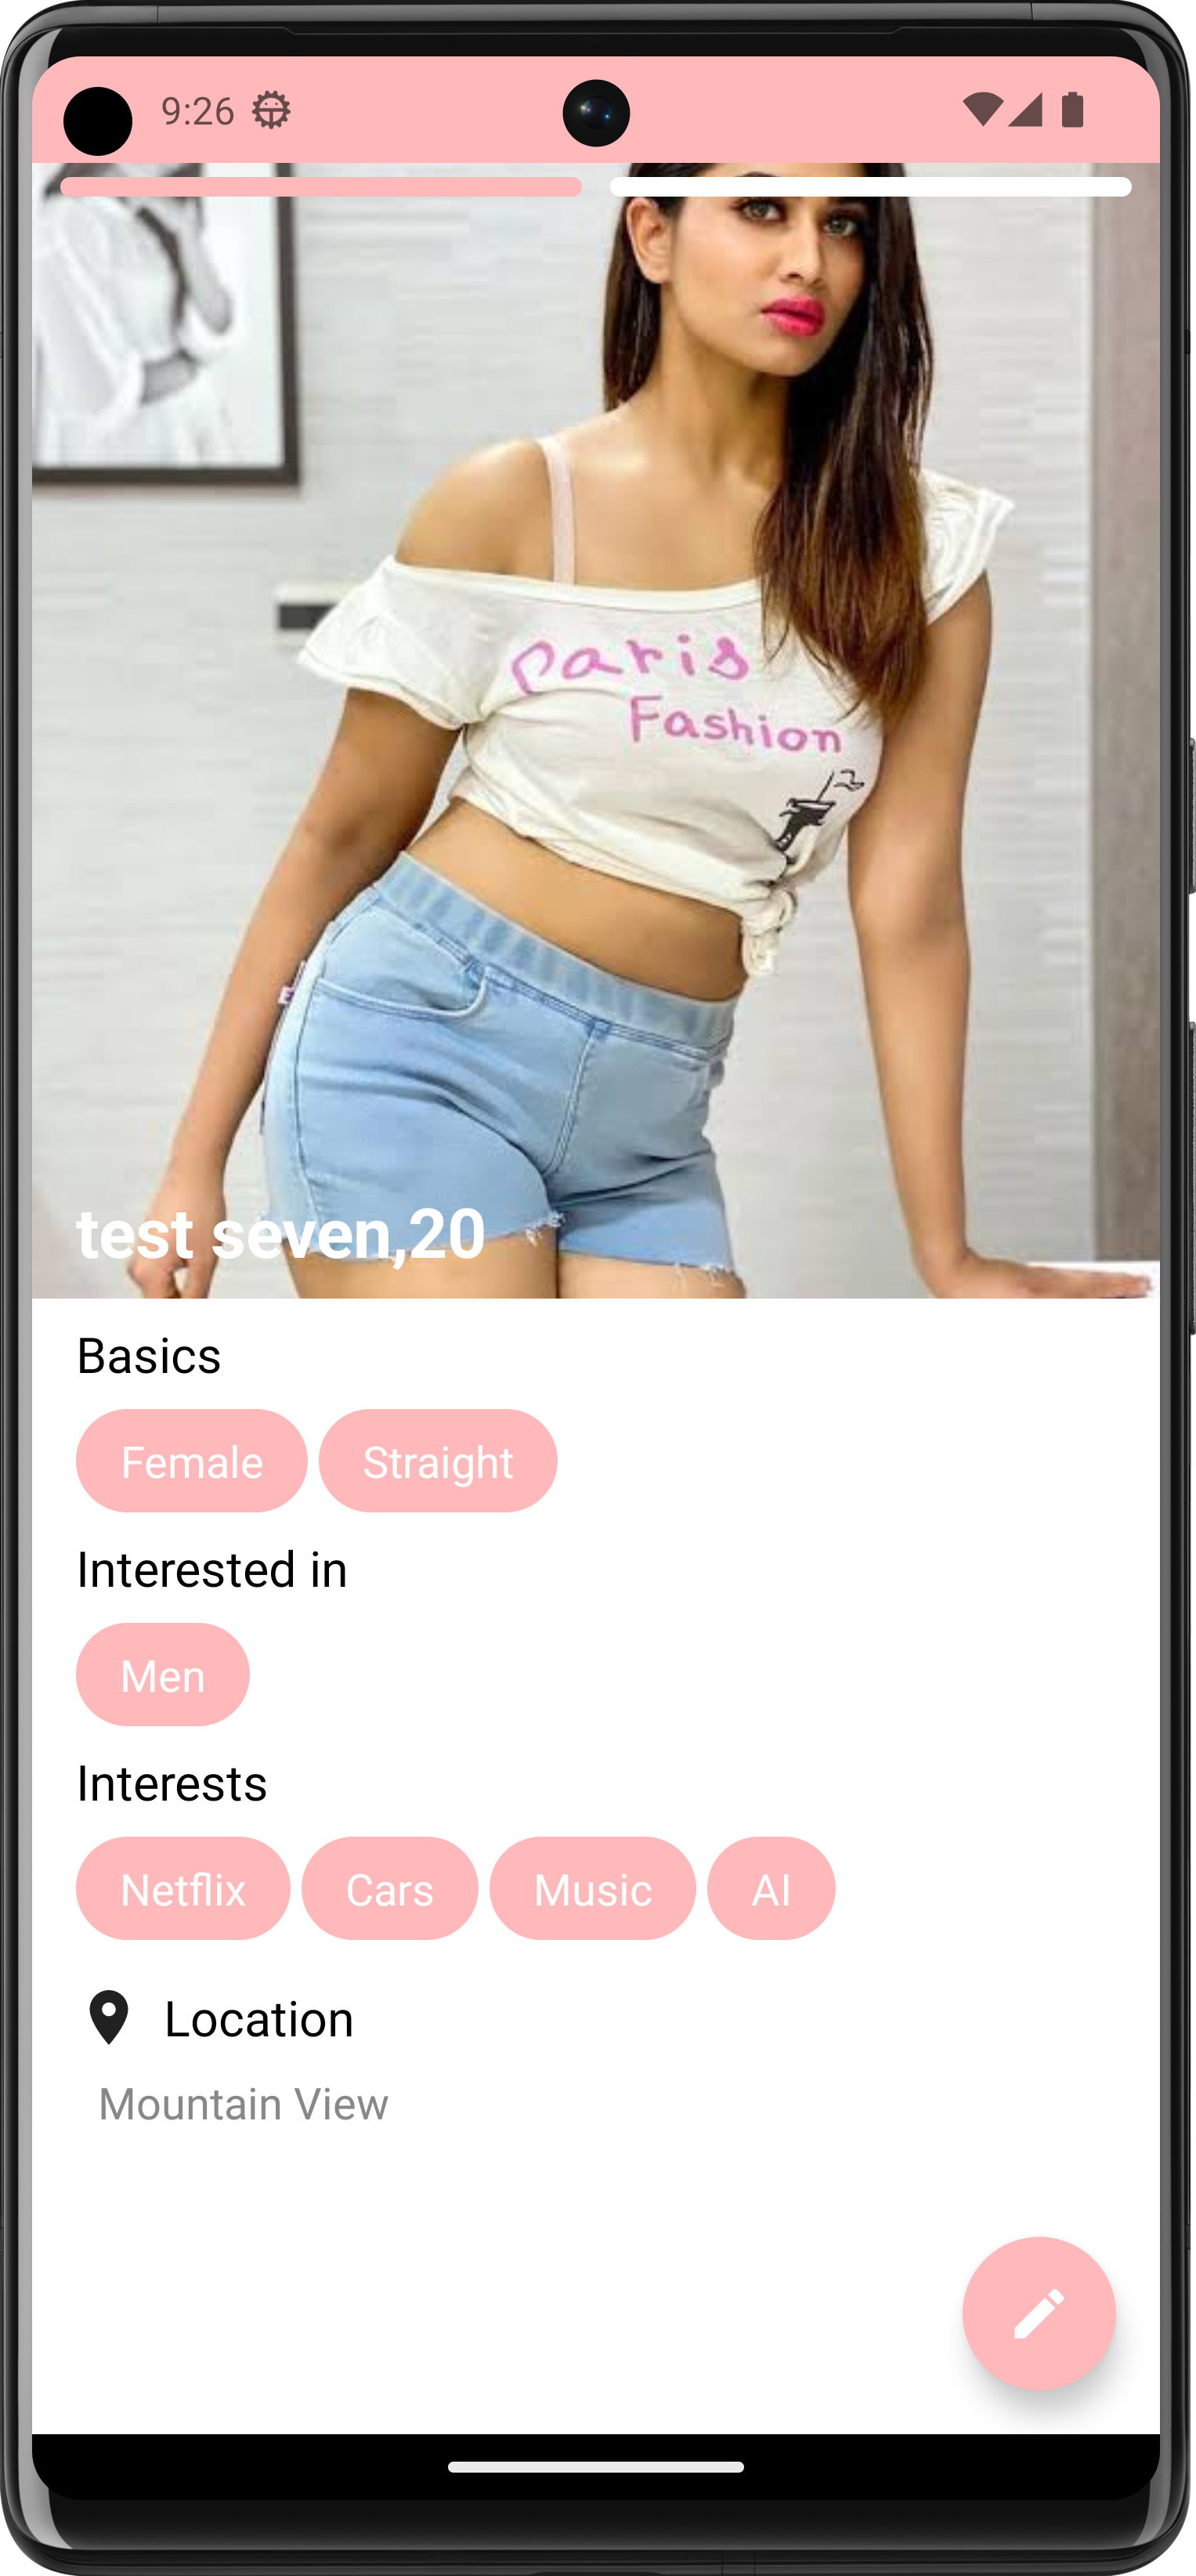 9:26
Paris
Fashion
test seven,20
Basics
Female Straight
Interested in
Men
Interests
Netflix Cars Music AI
Location
Mountain View